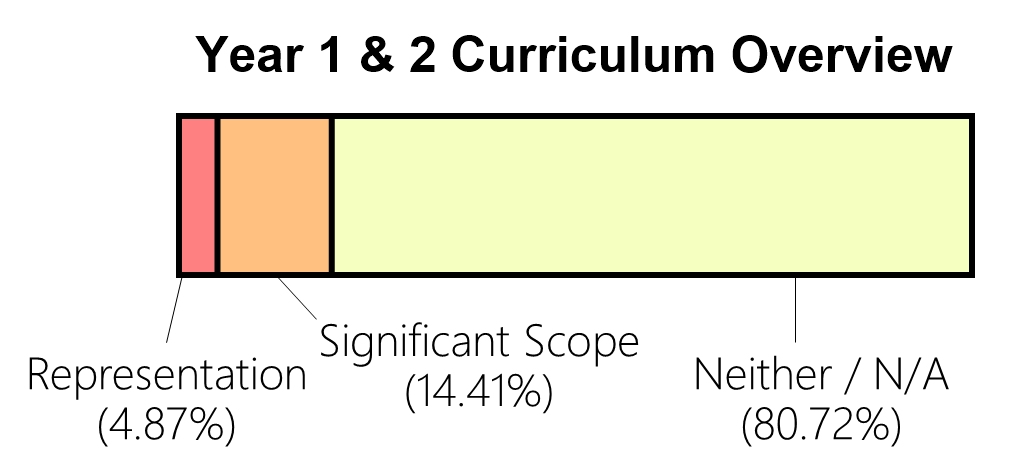 Year 1 & 2 Curriculum Overview
Representation
(4.87%)
Significant Scope
(14.41%)
Neither / N/A
(80.72%)